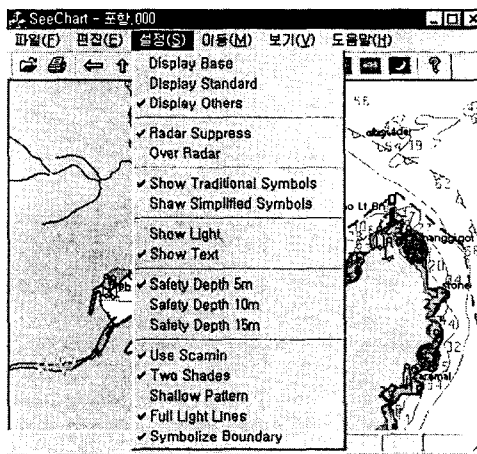 SeeChart - 포항.000
파일(F) 편집(E) 설정(S) 이동(M) 보기(V) 도움말(H)
Display Base
Display Standard
✓ Display Others
✓ Radar Suppress
Over Radar
✓ Show Traditional Symbols
Show Simplified Symbols
Show Light
✓ Show Text
✓ Safety Depth 5m
Safety Depth 10m
Safety Depth 15m
✓ Use Scamin
✓ Two Shades
Shallow Pattern
✓ Full Light Lines
✓ Symbolize Boundary